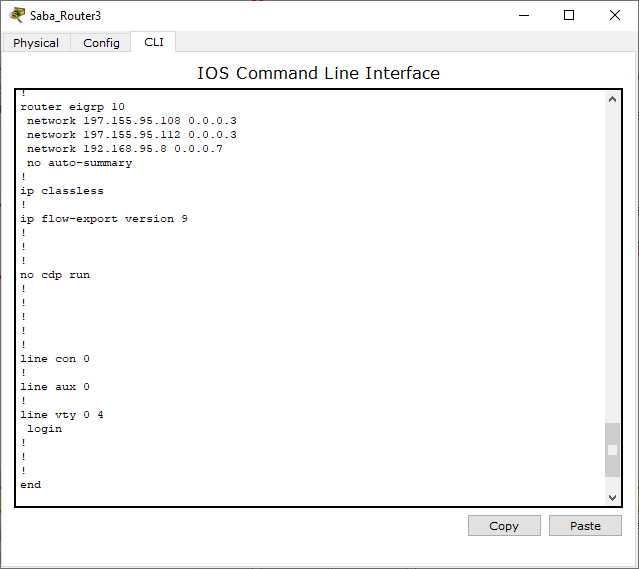 Saba_Router3
Physical Config CLI
IOS Command Line Interface
!
router eigrp 10
 network 197.155.95.108 0.0.0.3
 network 197.155.95.112 0.0.0.3
 network 192.168.95.8 0.0.0.7
 no auto-summary
!
ip classless
!
ip flow-export version 9
!
!
!
no cdp run
!
!
!
!
!
line con 0
!
line aux 0
!
line vty 0 4
 login
!
!
!
end
Copy Paste